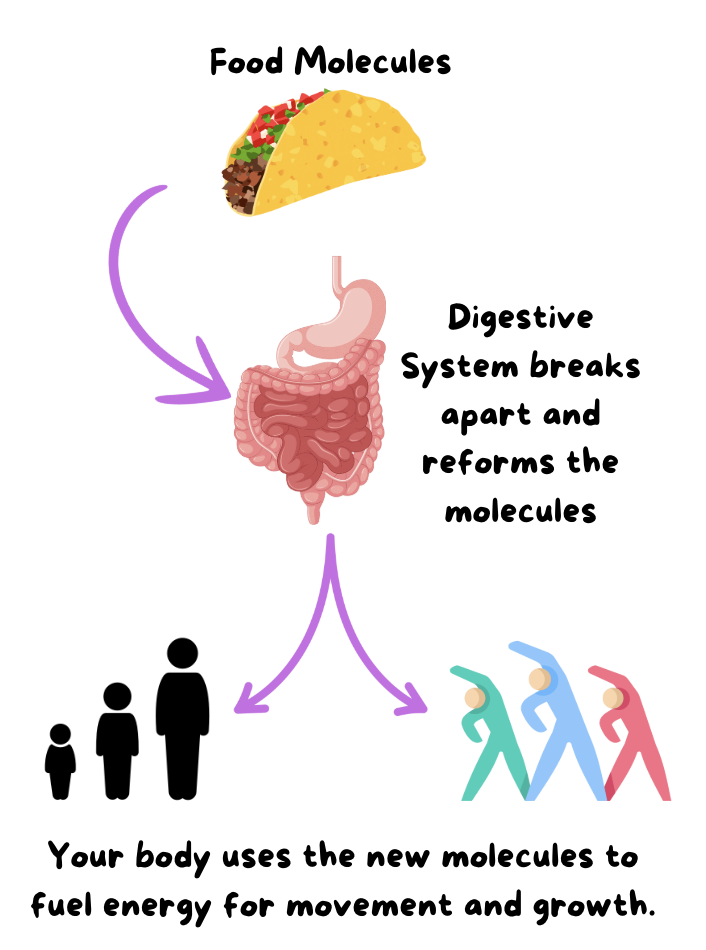 Food Molecules
Digestive
System breaks
apart and
reforms the
molecules
Your body uses the new molecules to
fuel energy for movement and growth.